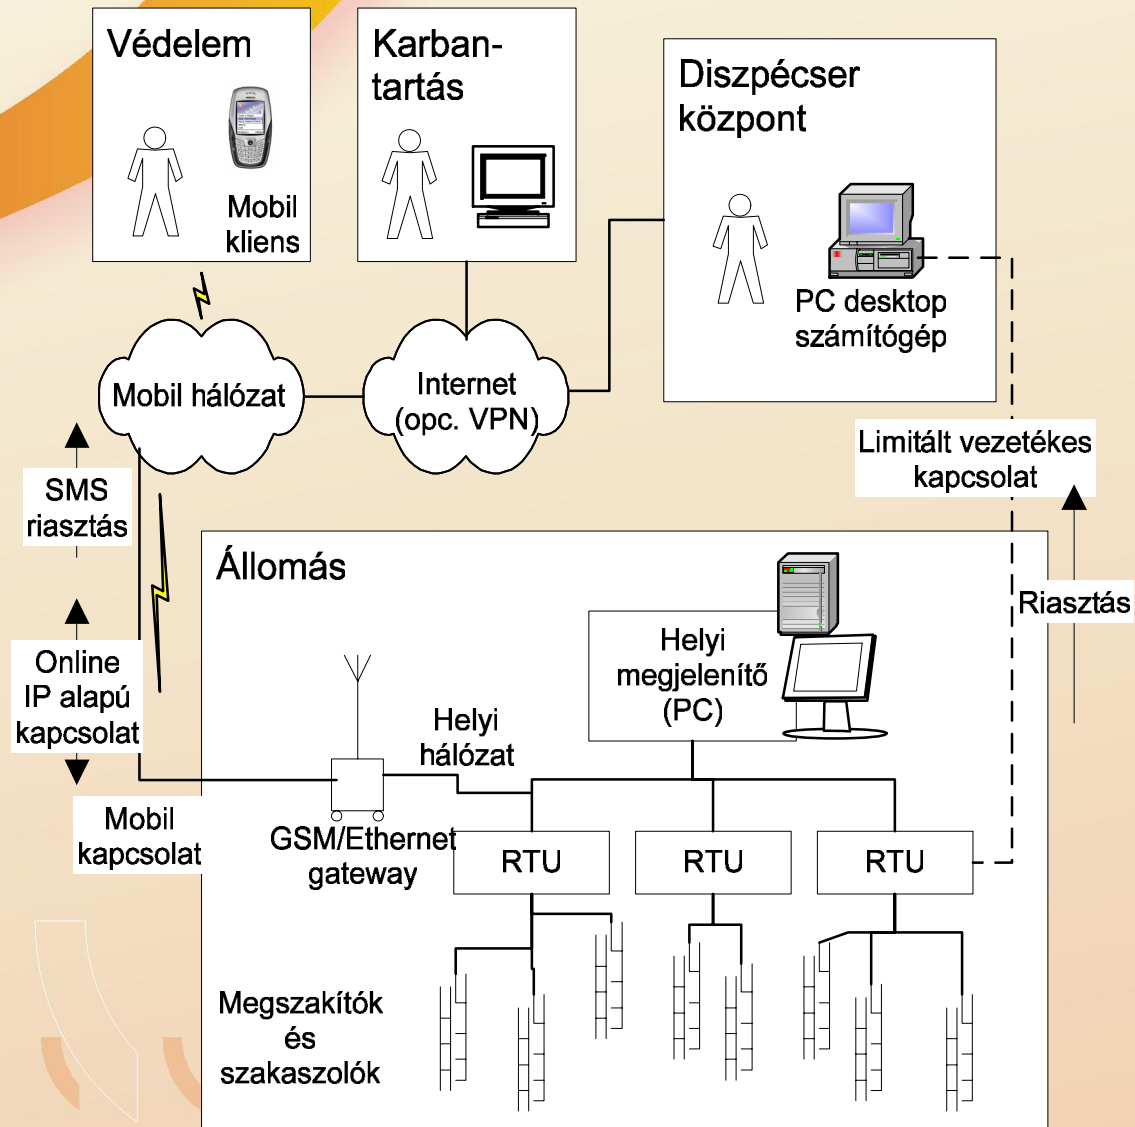 Védelem
Mobil
kliens
Karban-
tartás
Diszpécser
központ
PC desktop
számítógép
Mobil hálózat
Internet
(opc. VPN)
Limitált vezetékes
kapcsolat
SMS
riasztás
Riasztás
Online
IP alapú
kapcsolat
Mobil
kapcsolat
Állomás
Helyi
megjelenítő
(PC)
Helyi
hálózat
GSM/Ethernet
gateway
RTU
RTU
RTU
Megszakítók
és
szakaszolók